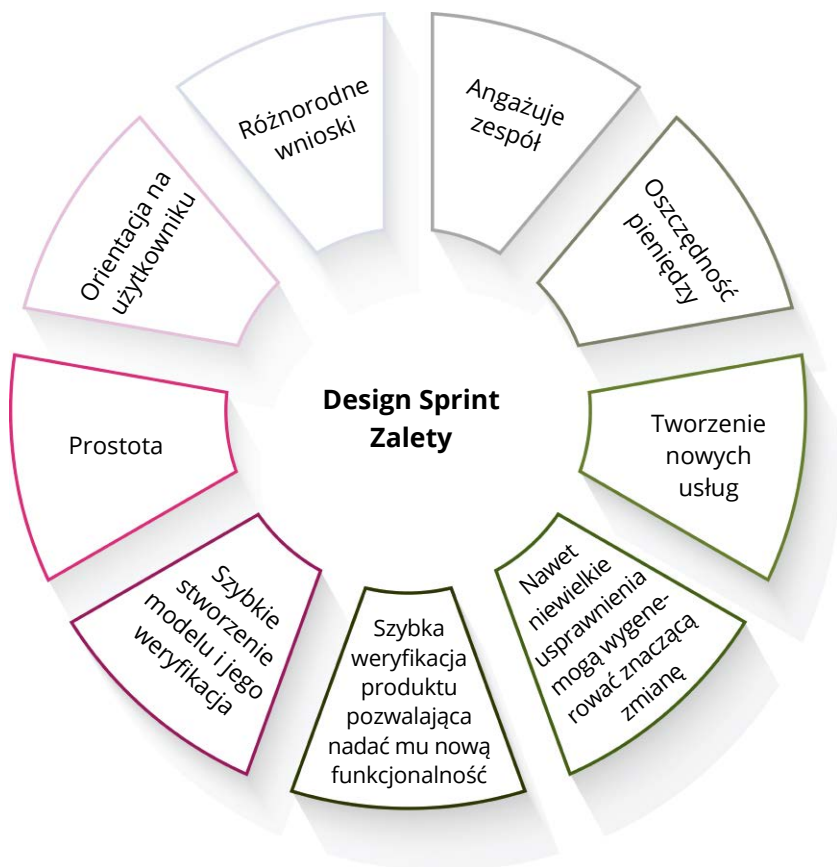 Design Sprint
Zalety
Angażuje
zespół
Oszczędność
pieniędzy
Tworzenie
nowych
usług
Nawet
niewielkie
usprawnienia
mogą wygene-
rować znaczącą
zmianę
Szybka
weryfikacja
produktu
pozwalająca
nadać mu nową
funkcjonalność
Szybkie
stworzenie
modelu i jego
weryfikacja
Prostota
Orientacja na
użytkowniku
Różnorodne
wnioski